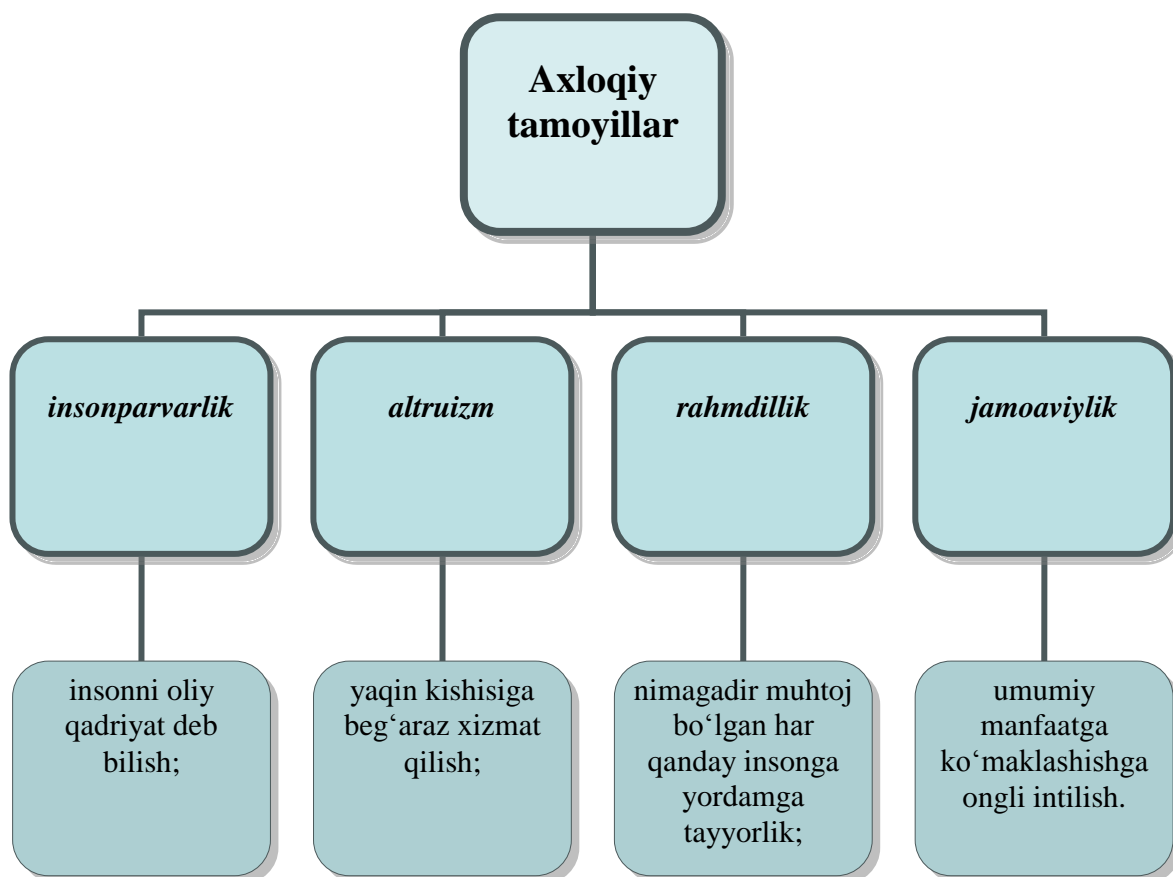 Axloqiy
tamoyillar
insonparvarlik
altruizm
rahmdillik
jamoaviylik
insonni oliy
qadriyat deb
bilish;
yaqin kishisiga
beg‘araz xizmat
qilish;
nimagadir muhtoj
bo‘lgan har
qanday insonga
yordamga
tayyorlik;
umumiy
manfaatga
ko‘maklashishga
ongli intilish.